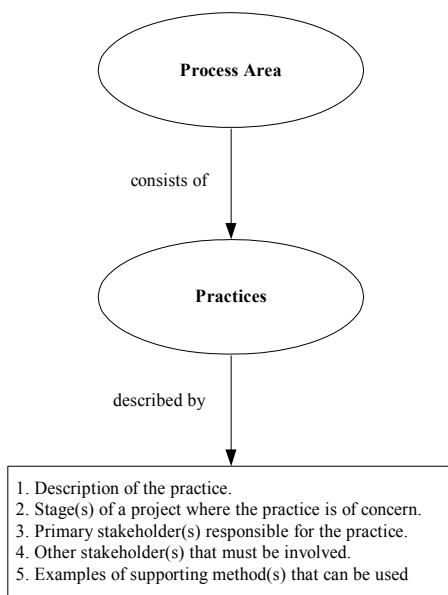 Process Area
consists of
Practices
described by
1. Description of the practice.
2. Stage(s) of a project where the practice is of concern.
3. Primary stakeholder(s) responsible for the practice.
4. Other stakeholder(s) that must be involved.
5. Examples of supporting method(s) that can be used